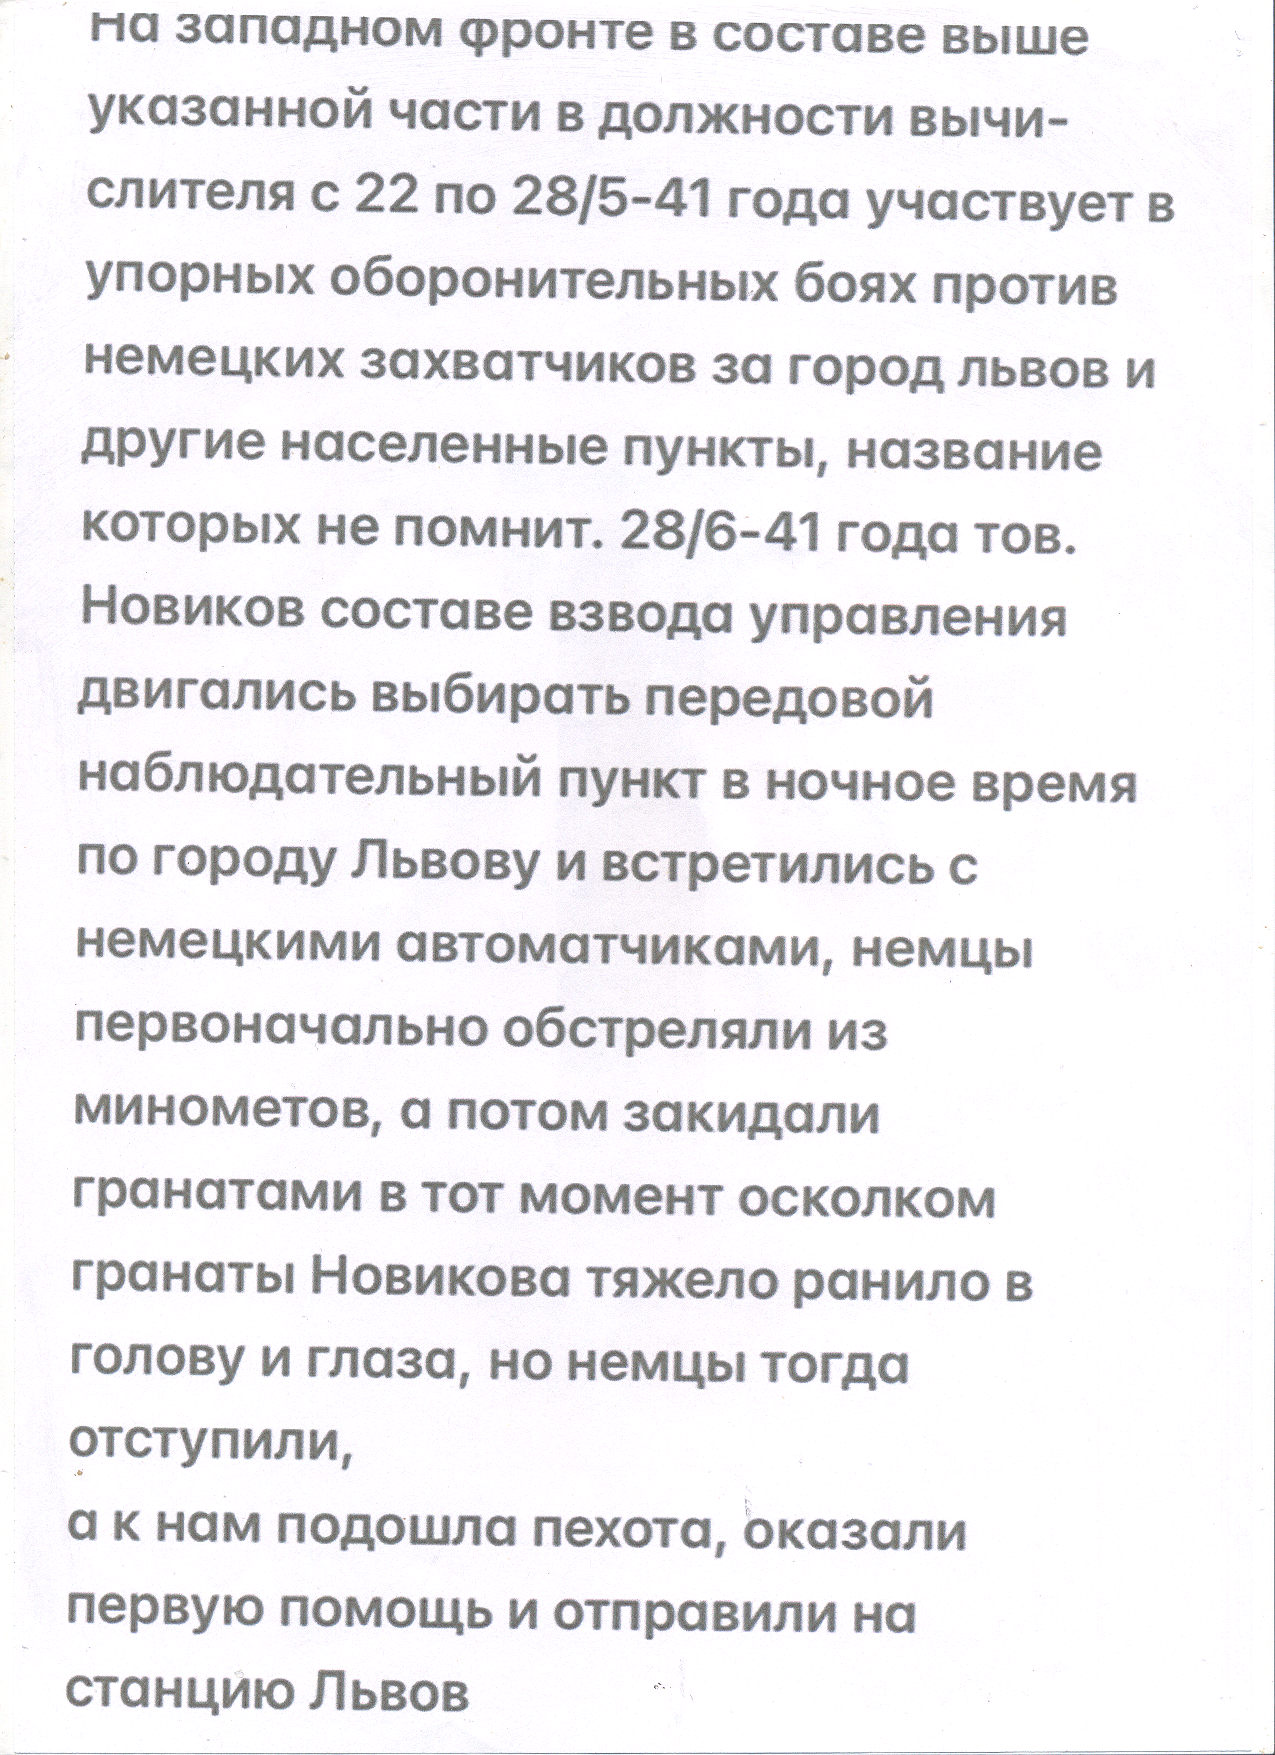 на западном фронте в составе выше
указанной части в должности вычи-
слителя с 22 по 28/5-41 года участвует в
упорных оборонительных боях против
немецких захватчиков за город львов и
другие населенные пункты, название
которых не помнит. 28/6-41 года тов.
Новиков составе взвода управления
двигались выбирать передовой
наблюдательный пункт в ночное время
по городу Львову и встретились с
немецкими автоматчиками, немцы
первоначально обстреляли из
минометов, а потом закидали
гранатами в тот момент осколком
гранаты Новикова тяжело ранило в
голову и глаза, но немцы тогда
отступили,
а к нам подошла пехота, оказали
первую помощь и отправили на
станцию Львов